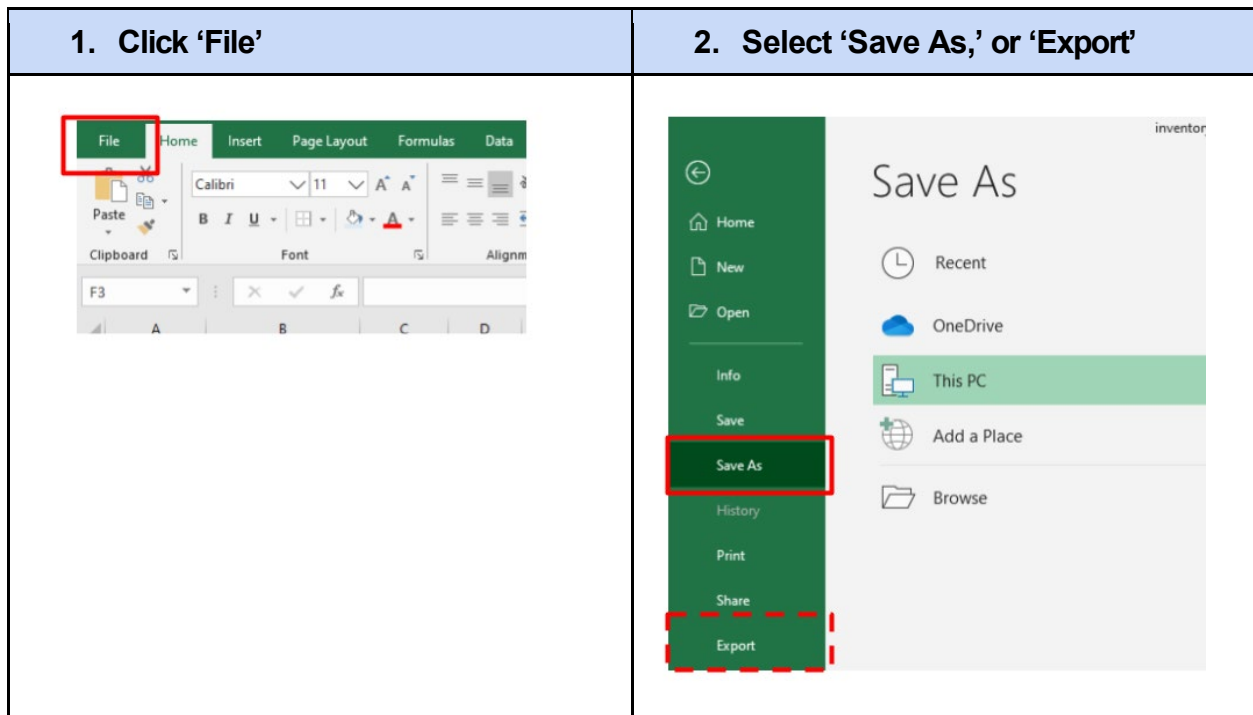 1. Click ‘File’
2. Select ‘Save As,’ or ‘Export’
File Home Insert Page Layout Formulas Data
Calibri 11 A A
Paste
B I U A
Clipboard Font
F3 fx
A B C D
inventor
Save As
Home
New
Open
Info
Save
Save As
History
Print
Share
Export
Recent
OneDrive
This PC
Add a Place
Browse